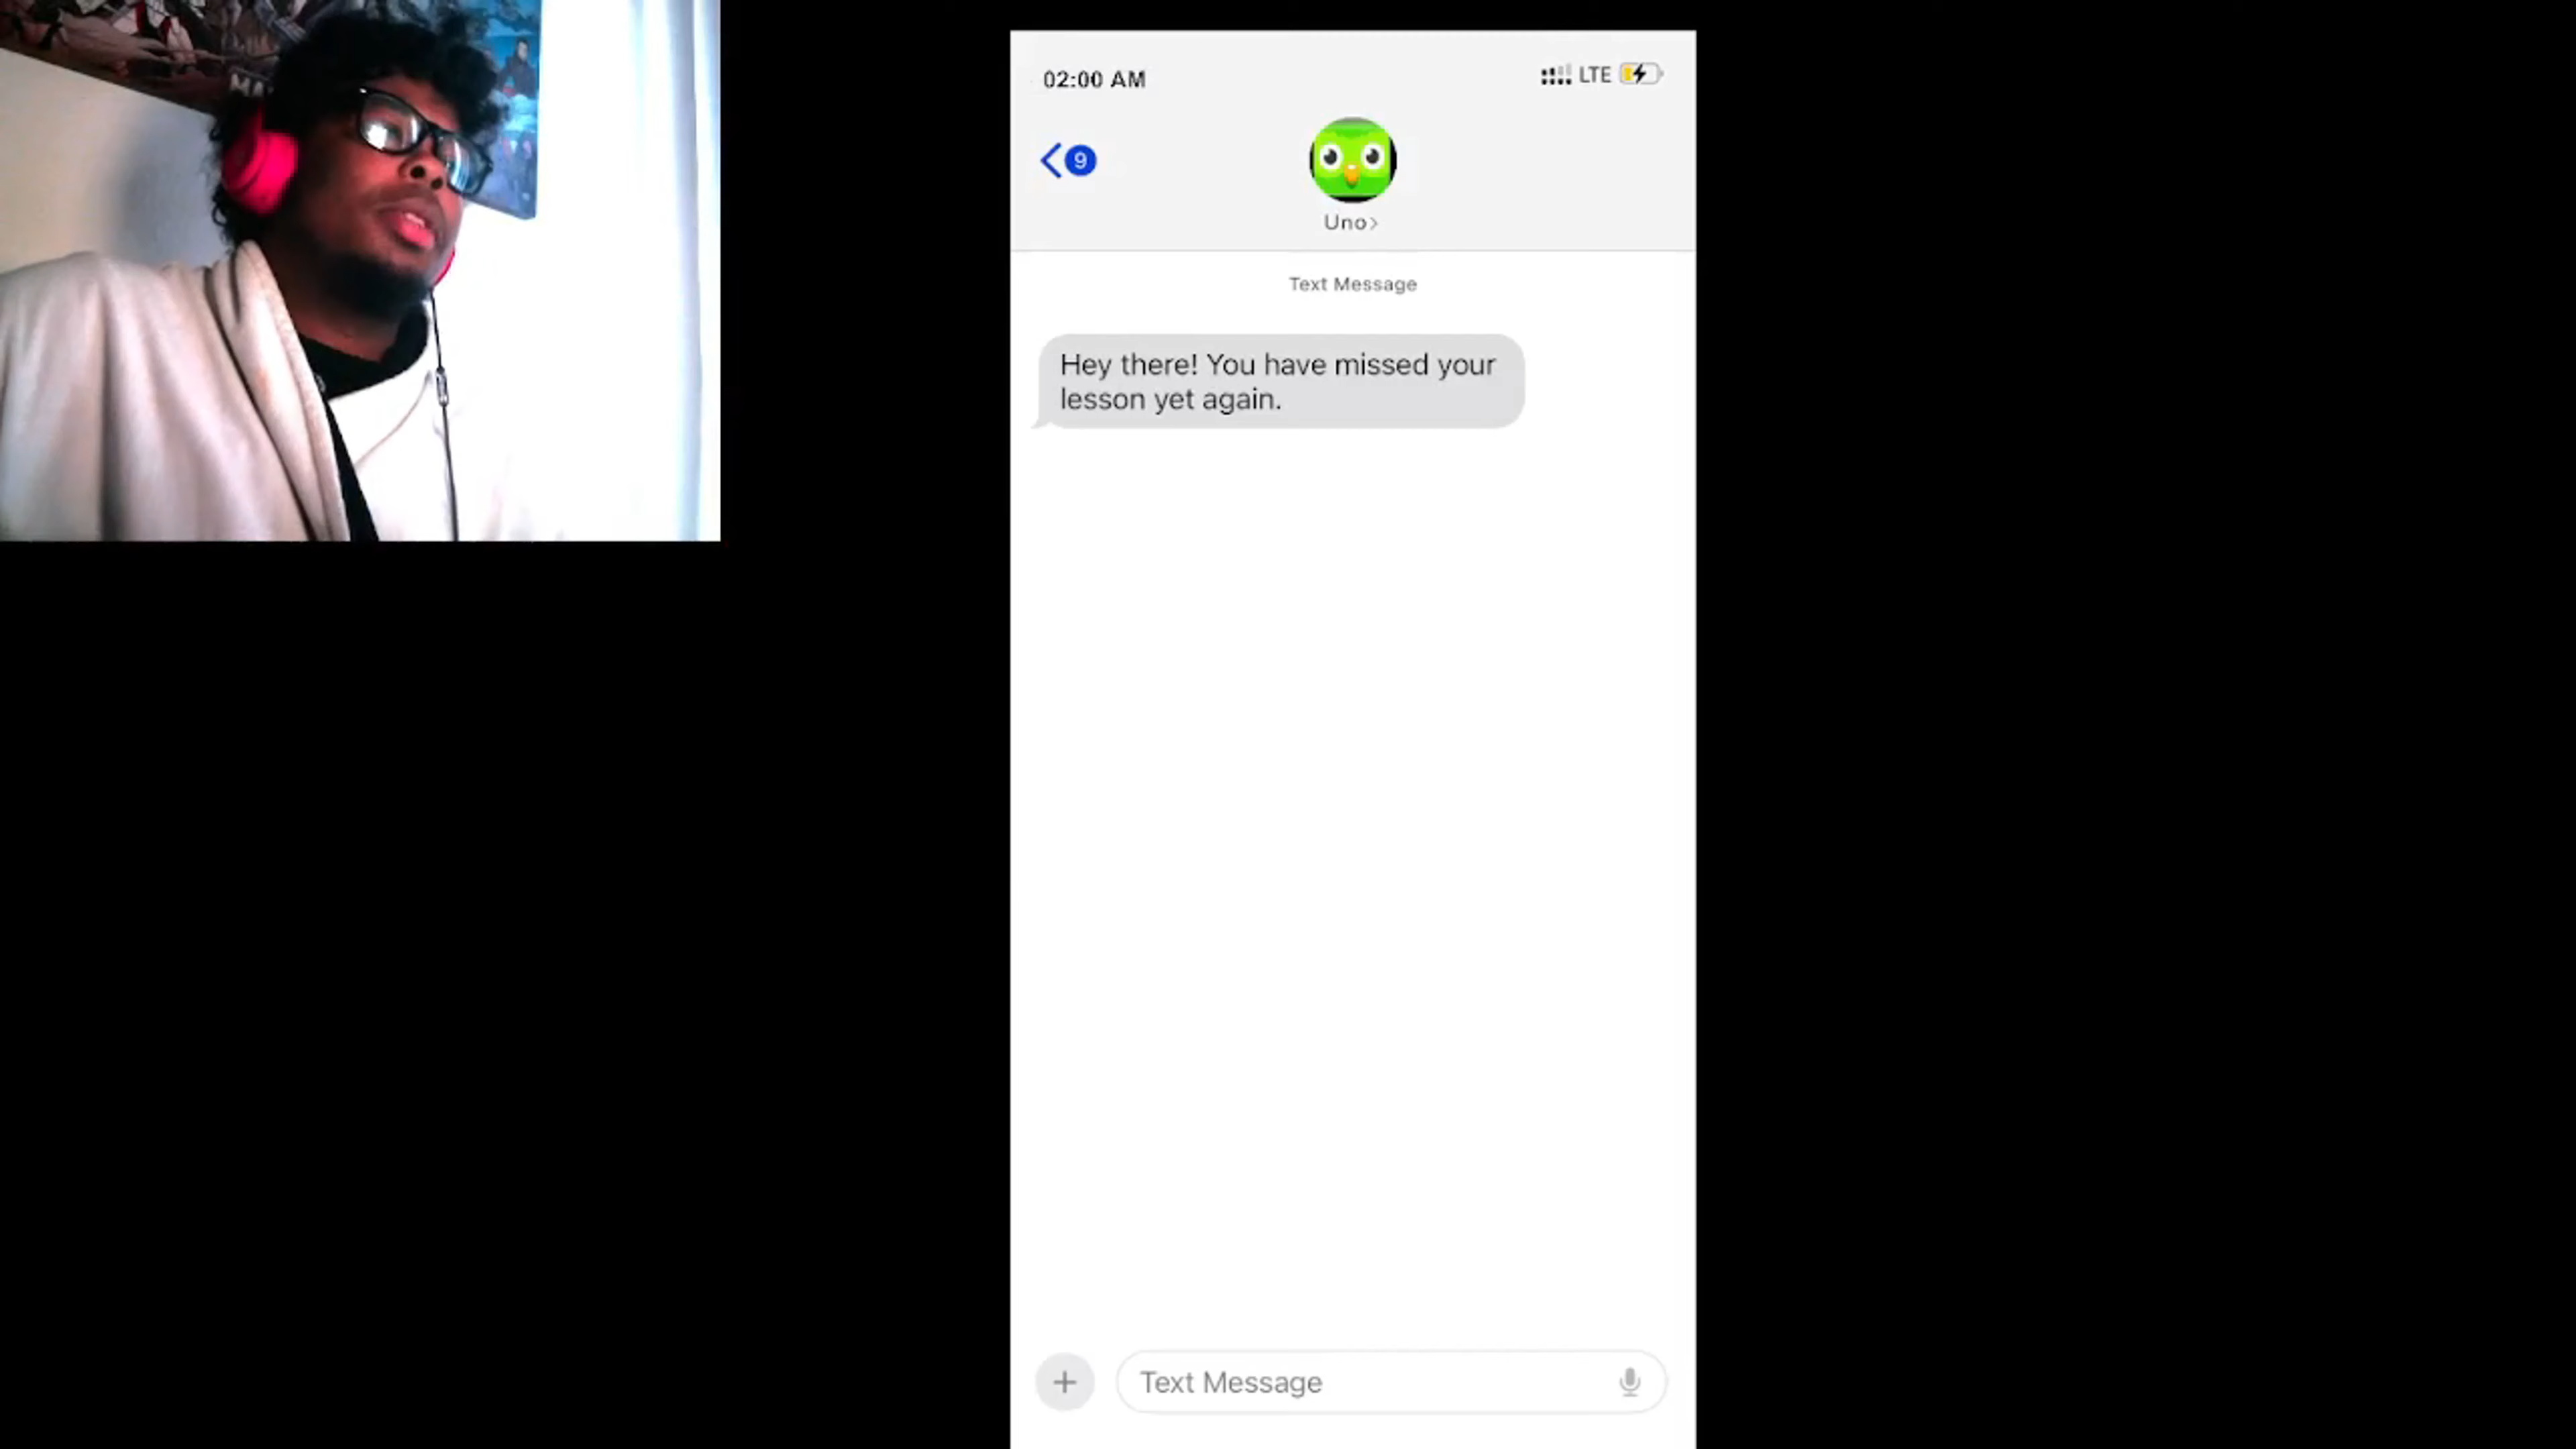 MA
02:00 AM
LTE
9
Uno
Text Message
Hey there! You have missed your
lesson yet again.
Text Message